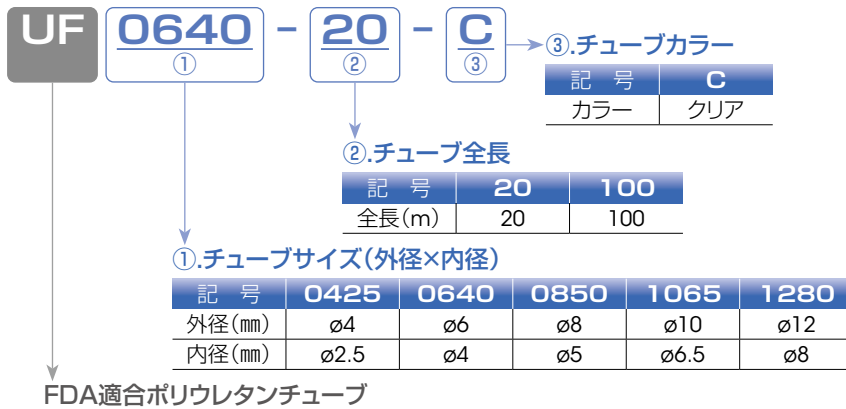 UF 0640 - 20 - C
① ② ③
③.チューブカラー
記 号 C
カラー クリア
②.チューブ全長
記 号 20 100
全長(m) 20 100
①.チューブサイズ(外径×内径)
記 号 0425 0640 0850 1065 1280
外径(㎜) ø4 ø6 ø8 ø10 ø12
内径(㎜) ø2.5 ø4 ø5 ø6.5 ø8
FDA適合ポリウレタンチューブ